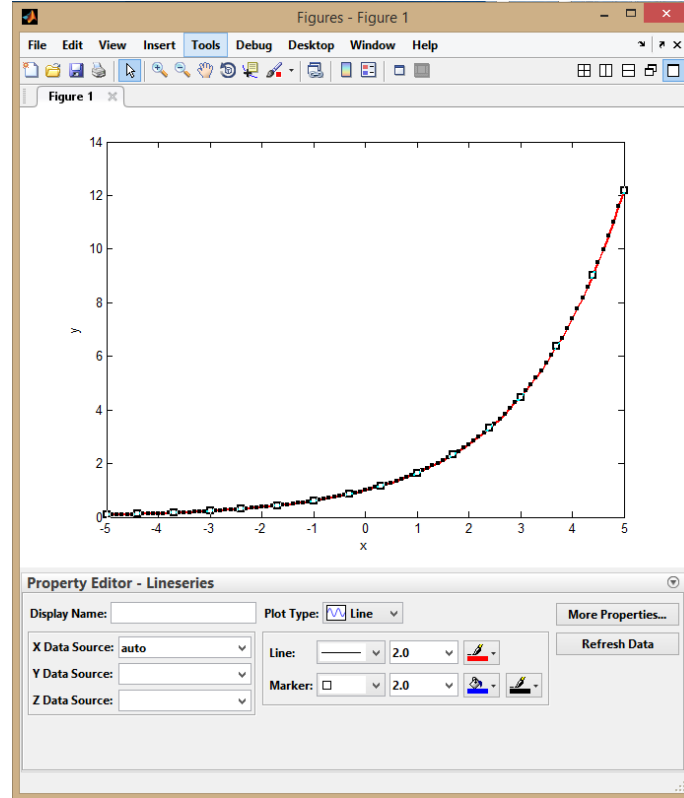 Figures - Figure 1
File Edit View Insert Tools Debug Desktop Window Help
Figure 1
14
12
10
8
6
4
2
0
y
-5 -4 -3 -2 -1 0 1 2 3 4 5
x
Property Editor - Lineseries
Display Name: Plot Type: Line More Properties...
X Data Source: auto Line: 2.0 Refresh Data
Y Data Source: Marker: 2.0
Z Data Source: